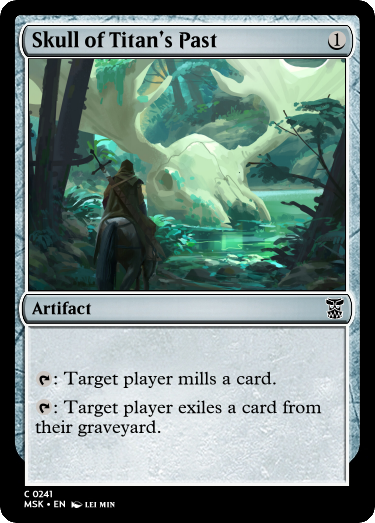 Skull of Titan's Past 1
Artifact
: Target player mills a card.
: Target player exiles a card from
their graveyard.
C 0241
MSK • EN LEI MIN